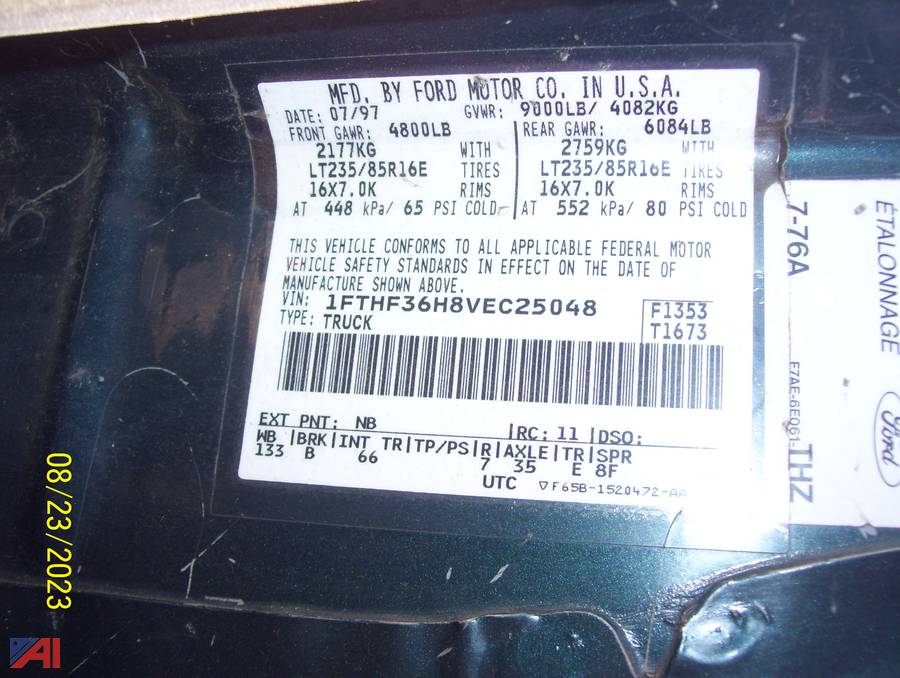 MFD. BY FORD MOTOR CO. IN U.S.A.
DATE: 07/97 GVWR: 9000LB/ 4082KG
FRONT GAWR: 4800LB REAR GAWR: 6084LB
2177KG WITH 2759KG WITH
LT235/85R16E TIRES LT235/85R16E TIRES
16X7.0K RIMS 16X7.0K RIMS
AT 448 kPa/ 65 PSI COLD AT 552 kPa/ 80 PSI COLD
THIS VEHICLE CONFORMS TO ALL APPLICABLE FEDERAL MOTOR
VEHICLE SAFETY STANDARDS IN EFFECT ON THE DATE OF
MANUFACTURE SHOWN ABOVE.
VIN: 1FTHF36H8VEC25048 F1353
TYPE: TRUCK T1673
EXT PNT: NB RC: 11 DSO:
WB BRK INT TR TP/PS R AXLE TR SPR
133 B 66 7 35 E 8F
UTC ▽F65B-1520472-AA
7-76A
F7AE-6E061-
THZ
ÉTALONNAGE
Ford
08/23/2023
AI